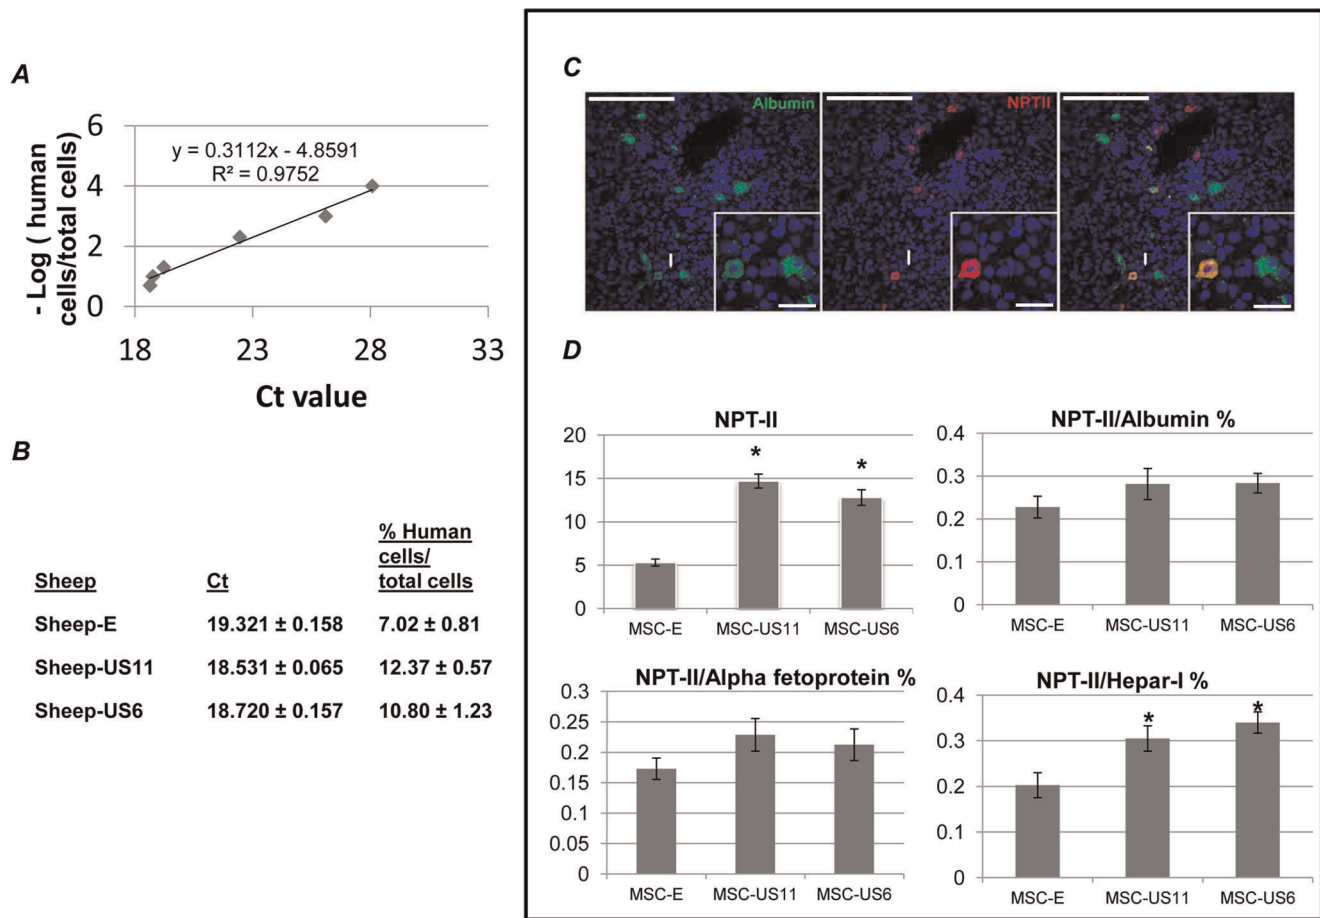 A
- Log ( human
cells/total cells)
6
4
2
0
y = 0.3112x - 4.8591
R² = 0.9752
18 23 28 33
Ct value
B
Sheep Ct % Human cells/ total cells
Sheep-E 19.321 ± 0.158 7.02 ± 0.81
Sheep-US11 18.531 ± 0.065 12.37 ± 0.57
Sheep-US6 18.720 ± 0.157 10.80 ± 1.23
C
Albumin
NPTII
D
NPT-II
20
15
10
5
0
*
*
MSC-E MSC-US11 MSC-US6
NPT-II/Albumin %
0.4
0.3
0.2
0.1
0
MSC-E MSC-US11 MSC-US6
NPT-II/Alpha fetoprotein %
0.3
0.25
0.2
0.15
0.1
0.05
0
MSC-E MSC-US11 MSC-US6
NPT-II/Hepar-I %
0.4
0.3
0.2
0.1
0
*
*
MSC-E MSC-US11 MSC-US6